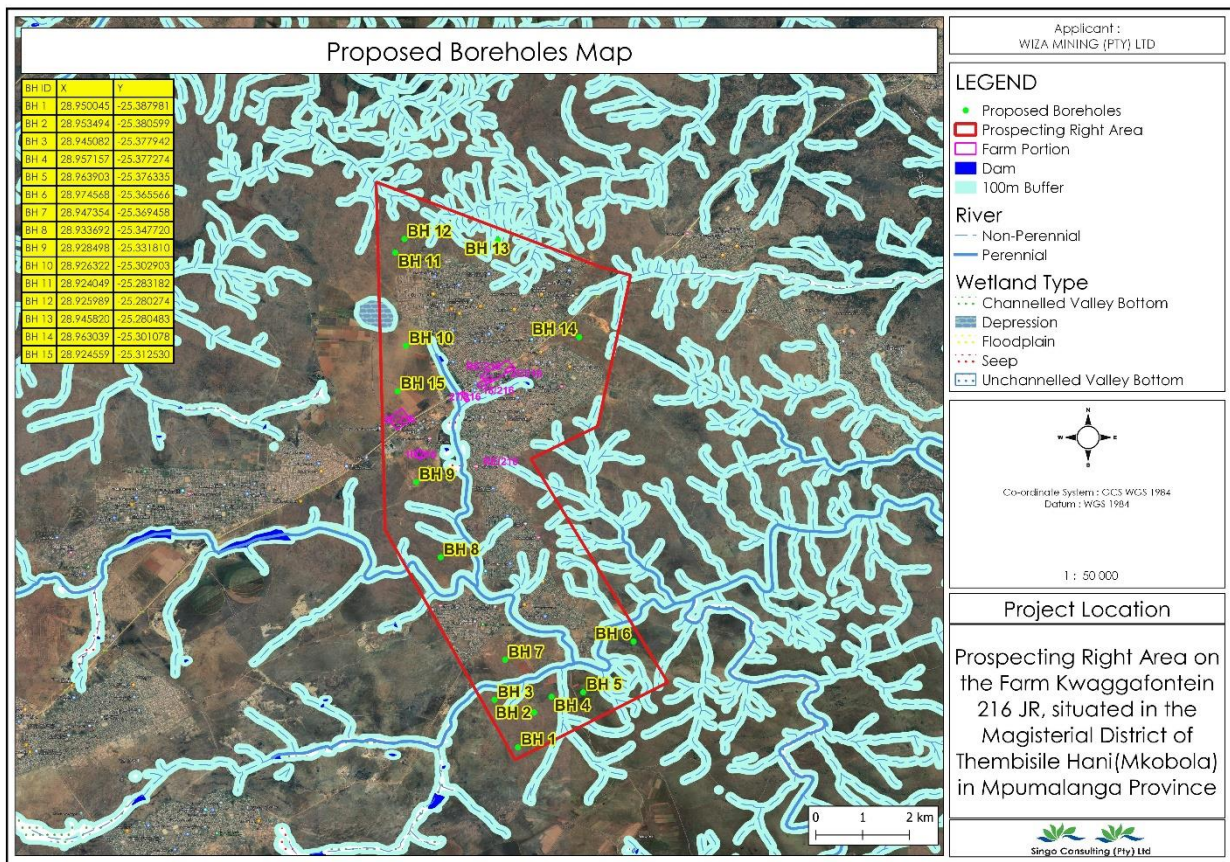 Proposed Boreholes Map
BH ID X Y
BH 1 28.950045 -25.387981
BH 2 28.953494 -25.380599
BH 3 28.945082 -25.377942
BH 4 28.957157 -25.377274
BH 5 28.963903 -25.376335
BH 6 28.974568 -25.365566
BH 7 28.947354 -25.369458
BH 8 28.933692 -25.347720
BH 9 28.928498 -25.331810
BH 10 28.926322 -25.302903
BH 11 28.924049 -25.283182
BH 12 28.925989 -25.280274
BH 13 28.945820 -25.280483
BH 14 28.963039 -25.301078
BH 15 28.924559 -25.312530
BH 12
BH 13
BH 11
BH 14
BH 10
BH 15
BH 9
BH 8
BH 6
BH 7
BH 5
BH 3
BH 4
BH 2
BH 1
0 1 2 km
Applicant :
WIZA MINING (PTY) LTD
LEGEND
Proposed Boreholes
Prospecting Right Area
Farm Portion
Dam
100m Buffer
River
Non-Perennial
Perennial
Wetland Type
Channelled Valley Bottom
Depression
Floodplain
Seep
Unchannelled Valley Bottom
N
W E
S
Co-ordinate System : GCS WGS 1984
Datum : WGS 1984
1 : 50 000
Project Location
Prospecting Right Area on
the Farm Kwaggafontein
216 JR, situated in the
Magisterial District of
Thembisile Hani(Mkobola)
in Mpumalanga Province
Singo Consulting (Pty) Ltd